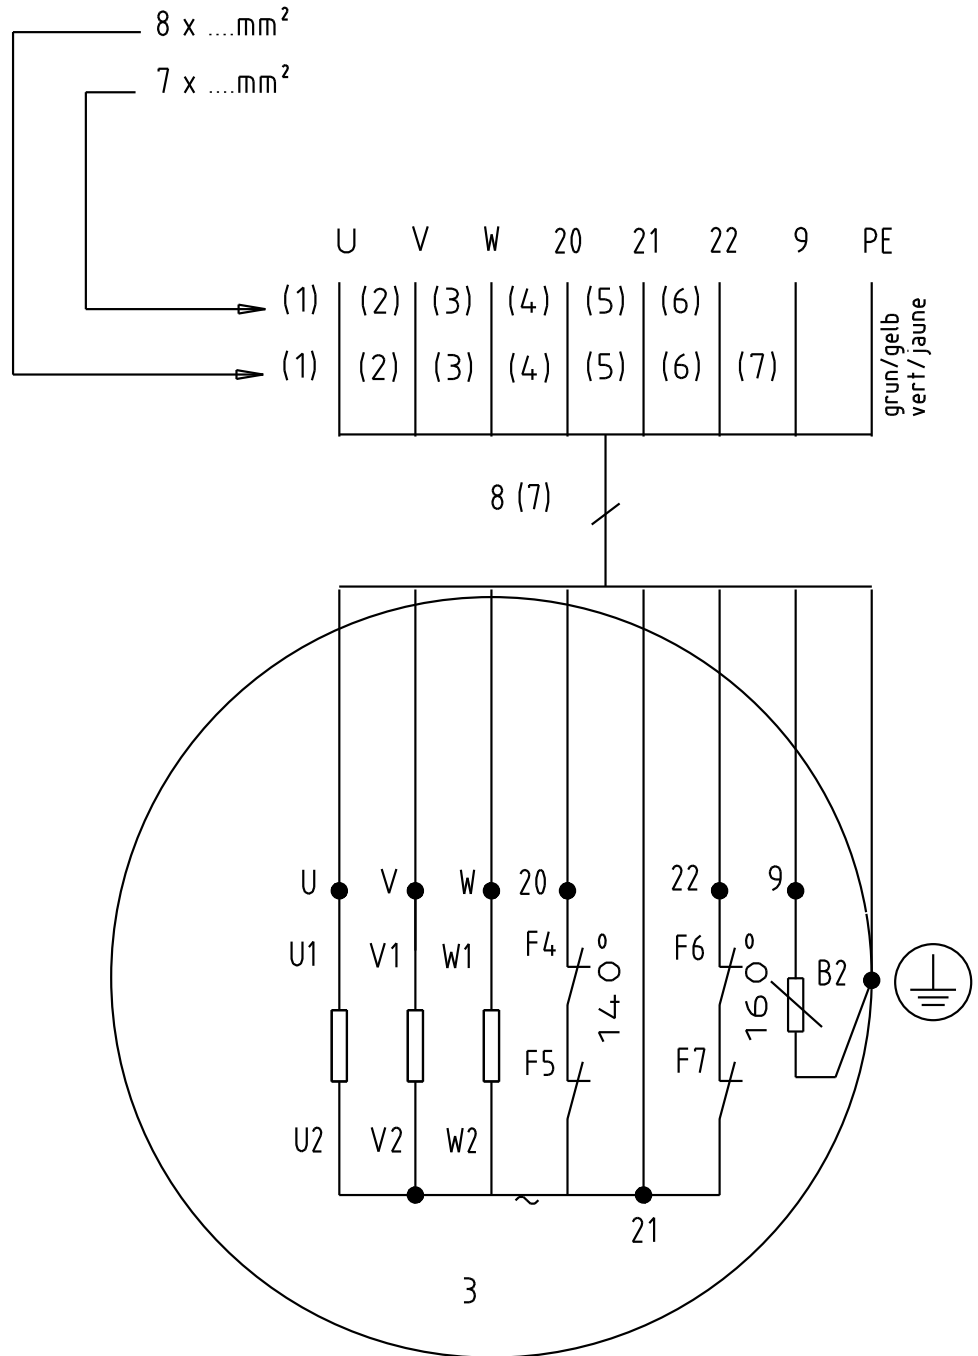 8 x ....mm²
7 x ....mm²
U V W 20 21 22 9 PE
(1) (2) (3) (4) (5) (6)
(1) (2) (3) (4) (5) (6) (7)
grun/gelb
vert/jaune
8 (7)
U V W 20 22 9
U1 V1 W1 F4 F6 B2
140°
160°
F5 F7
U2 V2 W2
~
21
3